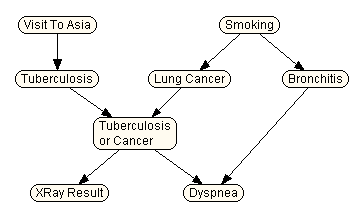 Visit To Asia
Smoking
Tuberculosis
Lung Cancer
Bronchitis
Tuberculosis
or Cancer
XRay Result
Dyspnea